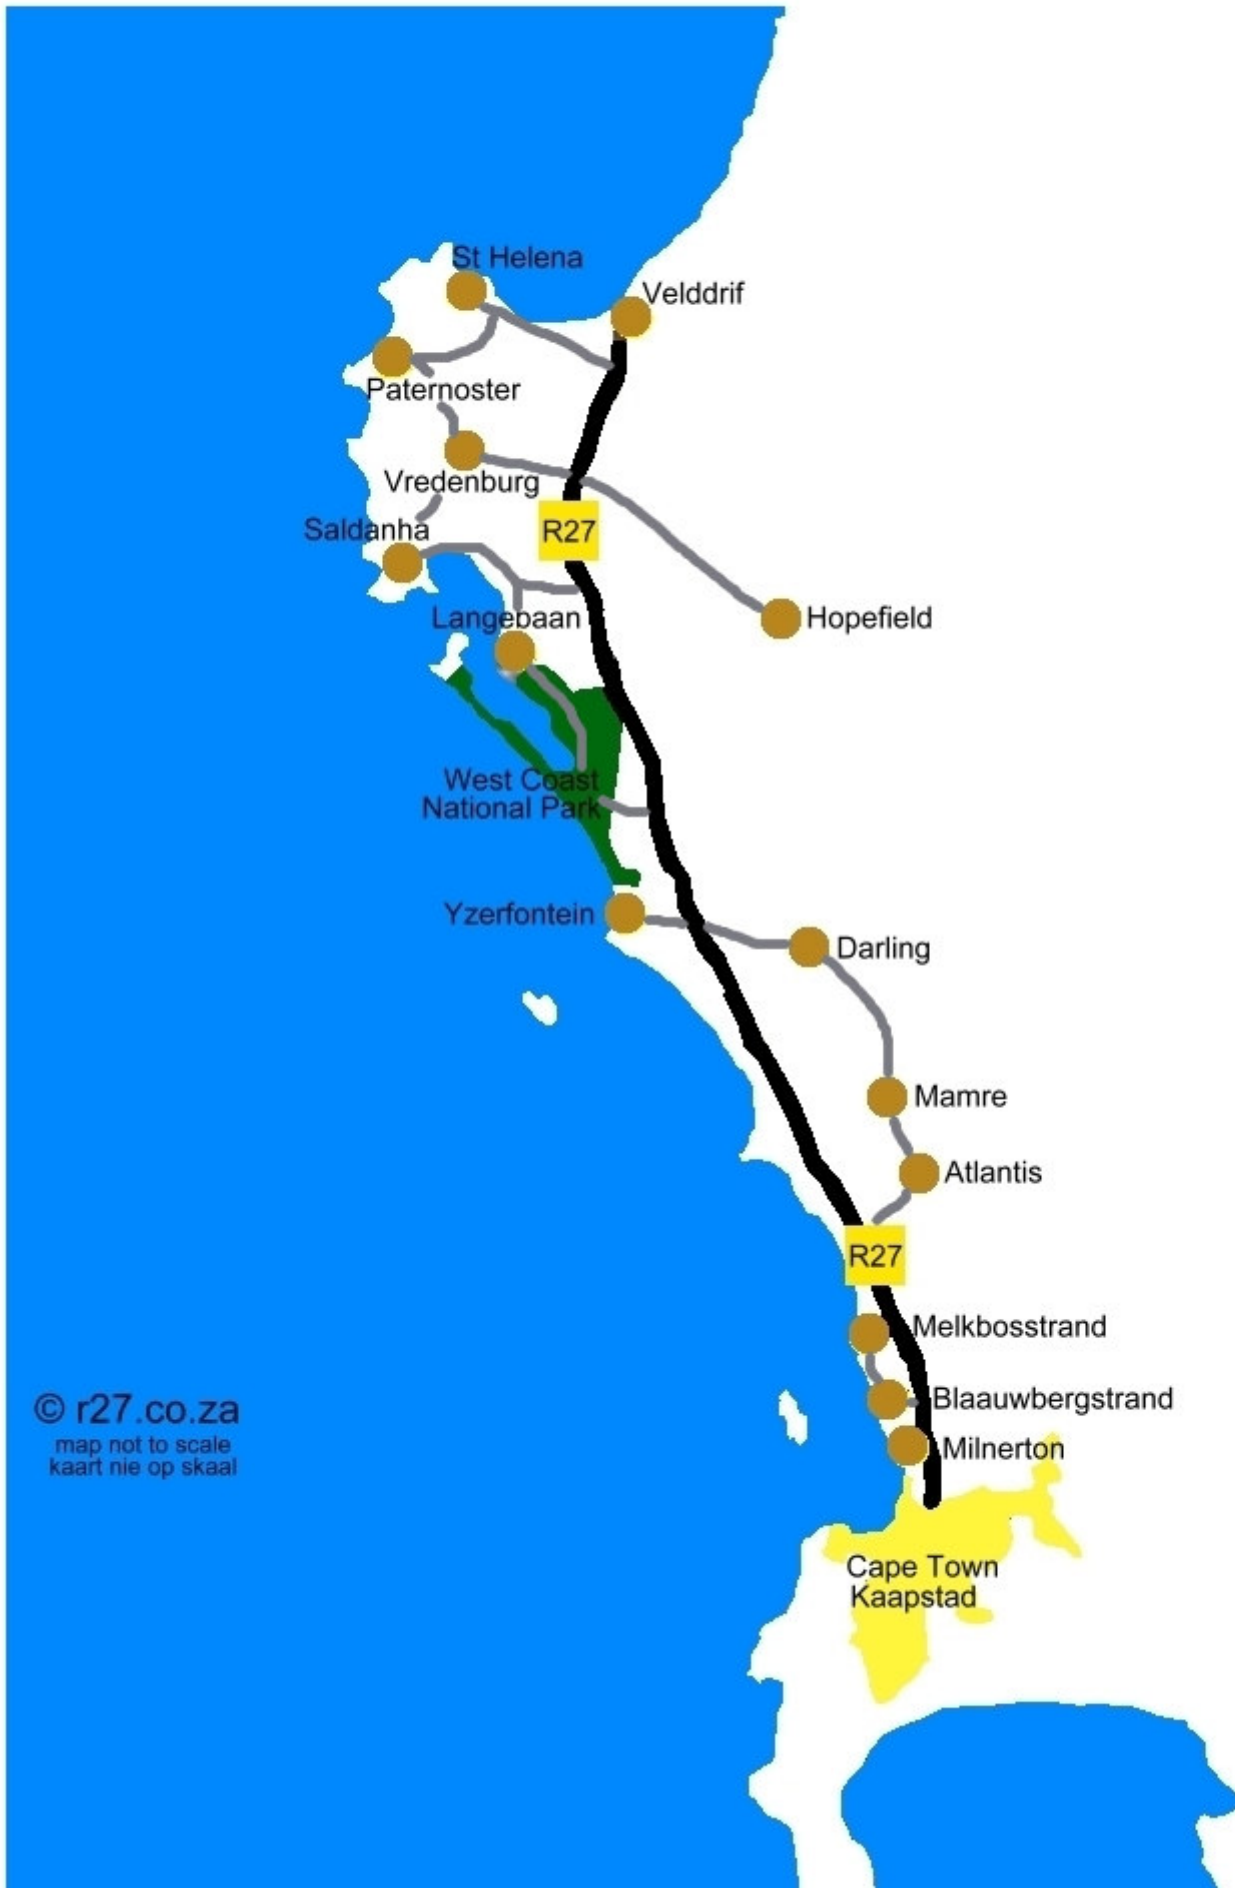 St Helena
Velddrif
Paternoster
Vredenburg
Saldanha
R27
Langebaan
Hopefield
West Coast
National Park
Yzerfontein
Darling
Mamre
Atlantis
R27
Melkbosstrand
Blaauwbergstrand
© r27.co.za
map not to scale
kaart nie op skaal
Milnerton
Cape Town
Kaapstad